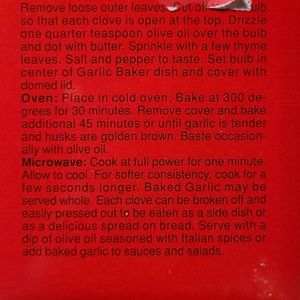 Remove loose outer leaves. Cut off top of bulb
so that each clove is open at the top. Drizzle
one quarter teaspoon olive oil over the bulb
and dot with butter. Sprinkle with a few thyme
leaves. Salt and pepper to taste. Set bulb in
center of Garlic Baker dish and cover with
domed lid.
Oven: Place in cold oven. Bake at 300 de-
grees for 30 minutes. Remove cover and bake
additional 45 minutes or until garlic is tender
and husks are golden brown. Baste occasion-
ally with olive oil.
Microwave: Cook at full power for one minute.
Allow to cool. For softer consistency, cook for a
few seconds longer. Baked Garlic may be
served whole. Each clove can be broken off and
easily pressed out to be eaten as a side dish or
as a delicious spread on bread. Serve with a
dip of olive oil seasoned with Italian spices or
add baked garlic to sauces and salads.